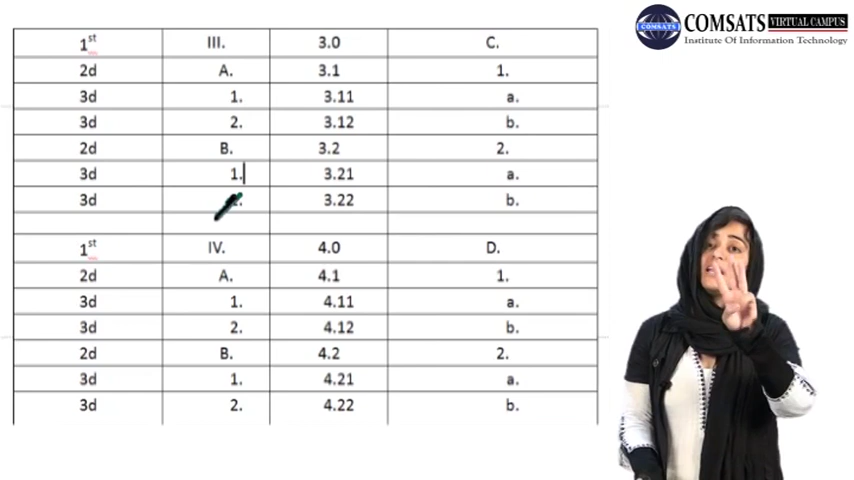 COMSATS VIRTUAL CAMPUS
Institute Of Information Technology
1st III. 3.0 C.
2d A. 3.1 1.
3d 1. 3.11 a.
3d 2. 3.12 b.
2d B. 3.2 2.
3d 1. 3.21 a.
3d 3.22 b.
1st IV. 4.0 D.
2d A. 4.1 1.
3d 1. 4.11 a.
3d 2. 4.12 b.
2d B. 4.2 2.
3d 1. 4.21 a.
3d 2. 4.22 b.